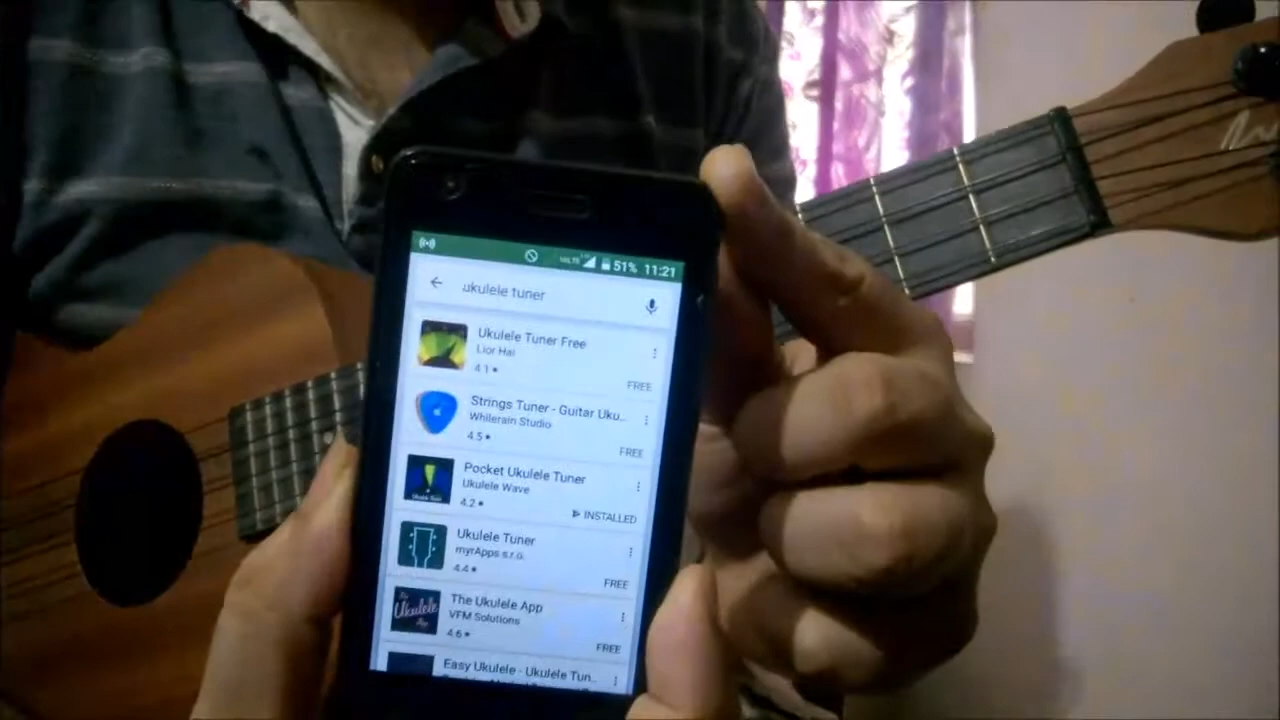 51% 11:21
ukulele tuner
Ukulele Tuner Free
Lior Hai
4.1
FREE
Strings Tuner - Guitar Uku...
Whilerain Studio
4.5
FREE
Pocket Ukulele Tuner
Ukulele Wave
4.2
INSTALLED
Ukulele Tuner
myrApps s.r.o.
4.4
FREE
The Ukulele App
VFM Solutions
4.6
FREE
Easy Ukulele - Ukulele Tun...